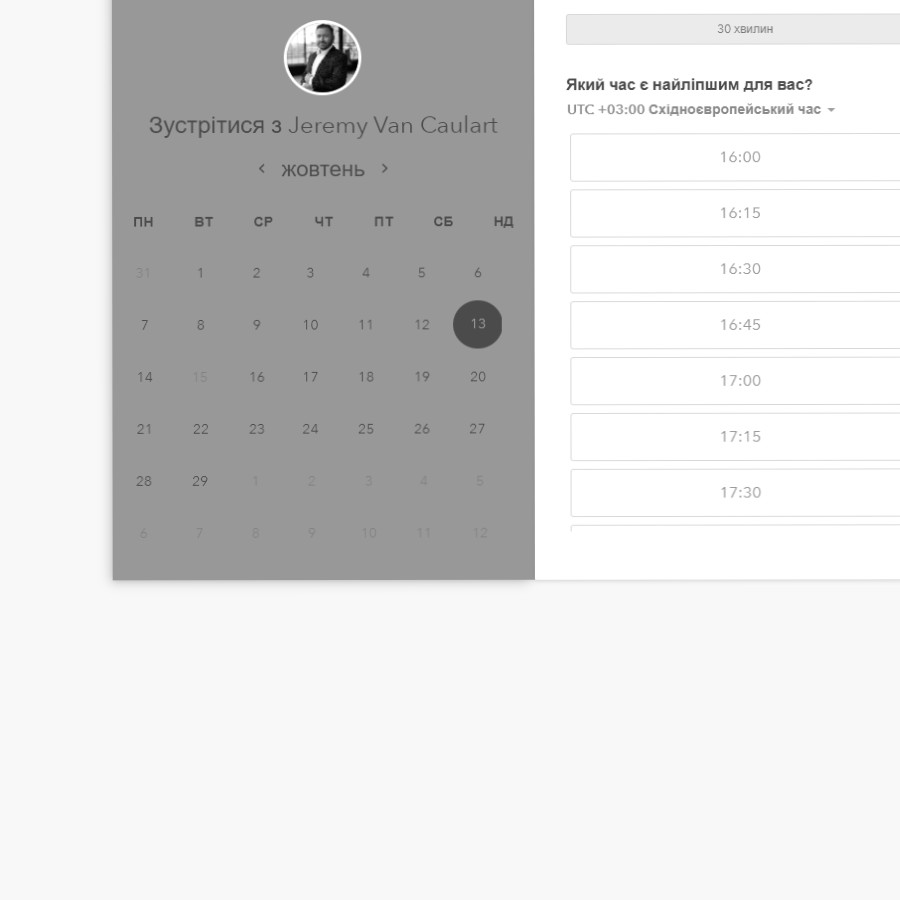 Зустрітися з Jeremy Van Caulart
жовтень
ПН ВТ СР ЧТ ПТ СБ НД
31 1 2 3 4 5 6
7 8 9 10 11 12 13
14 15 16 17 18 19 20
21 22 23 24 25 26 27
28 29 1 2 3 4 5
6 7 8 9 10 11 12
30 хвилин
Який час є найліпшим для вас?
UTC +03:00 Східноєвропейський час
16:00
16:15
16:30
16:45
17:00
17:15
17:30